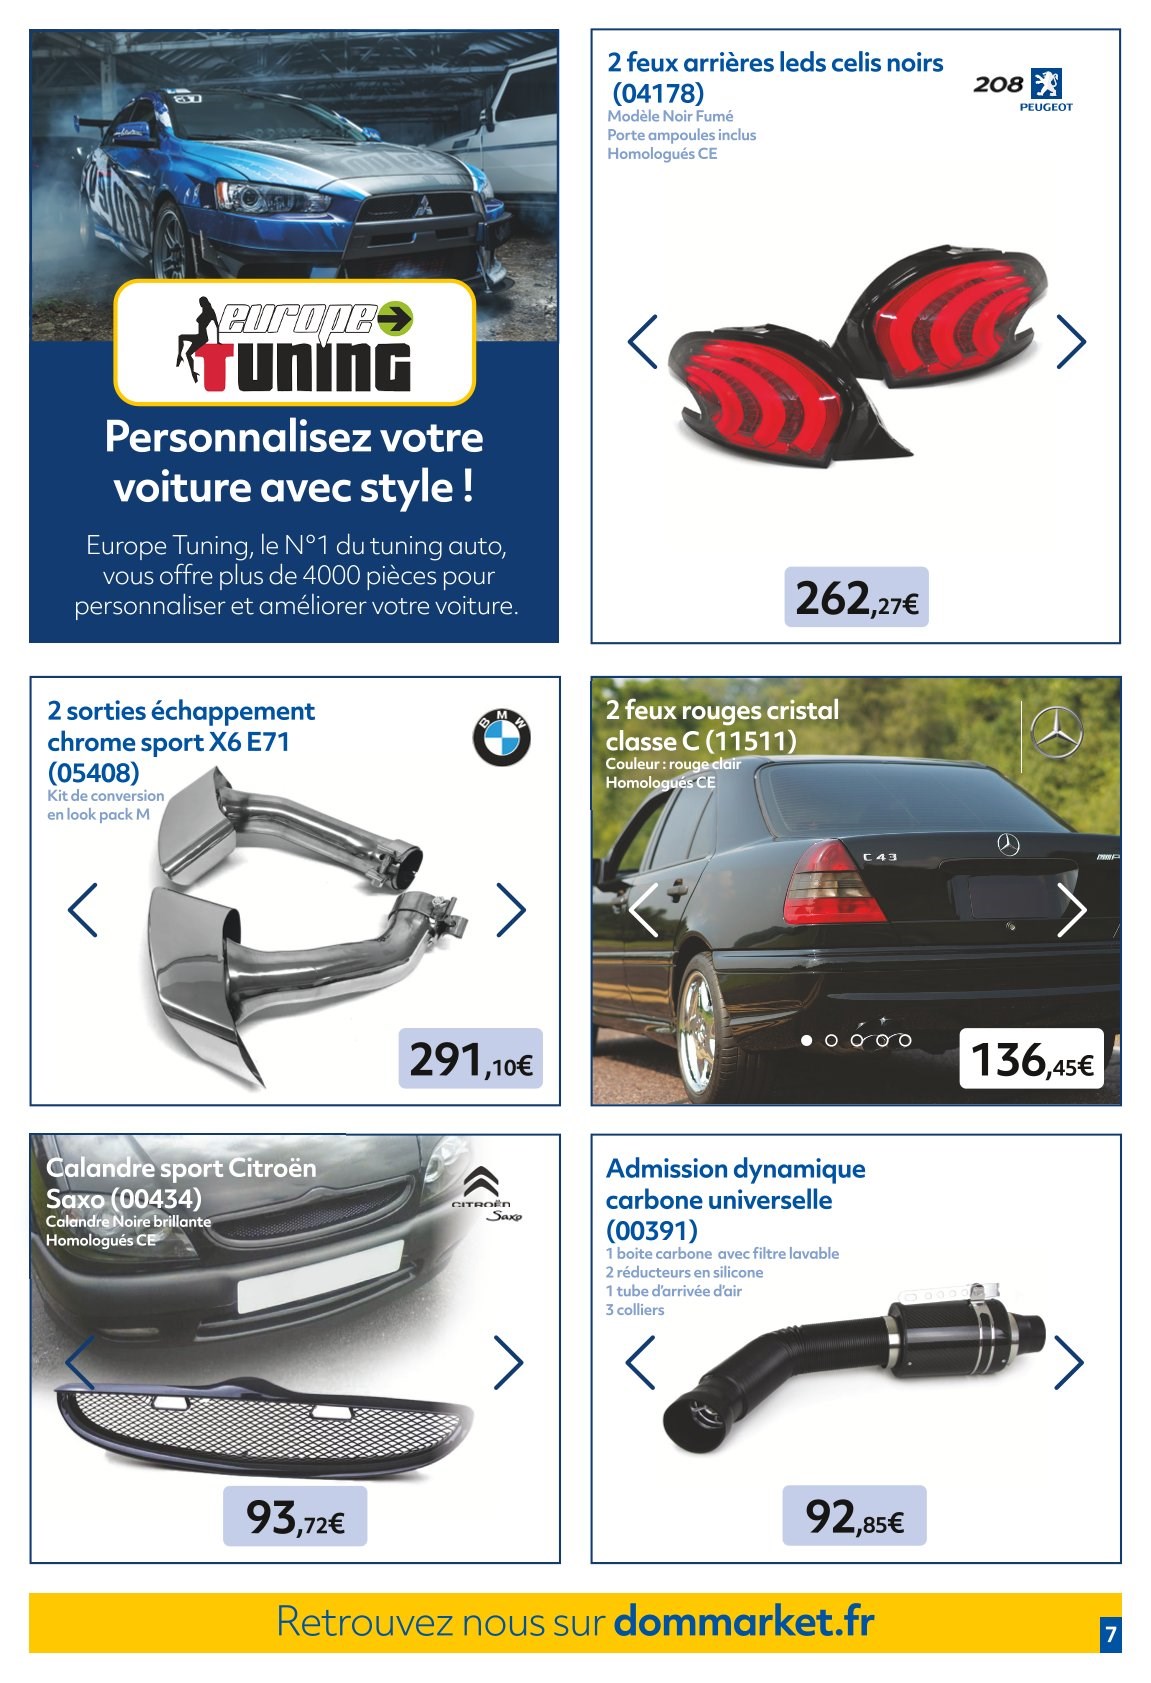 europe
TUNING
Personnalisez votre
voiture avec style !
Europe Tuning, le N°1 du tuning auto,
vous offre plus de 4000 pièces pour
personnaliser et améliorer votre voiture.
2 feux arrières leds celis noirs
(04178)
Modèle Noir Fumé
Porte ampoules inclus
Homologués CE
208
PEUGEOT
262,27€
2 sorties échappement
chrome sport X6 E71
(05408)
Kit de conversion
en look pack M
BMW
291,10€
2 feux rouges cristal
classe C (11511)
Couleur : rouge clair
Homologués CE
C 43
136,45€
Calandre sport Citroën
Saxo (00434)
Calandre Noire brillante
Homologués CE
CITROËN
Saxo
93,72€
Admission dynamique
carbone universelle
(00391)
1 boite carbone avec filtre lavable
2 réducteurs en silicone
1 tube d'arrivée d'air
3 colliers
92,85€
Retrouvez nous sur dommarket.fr
7